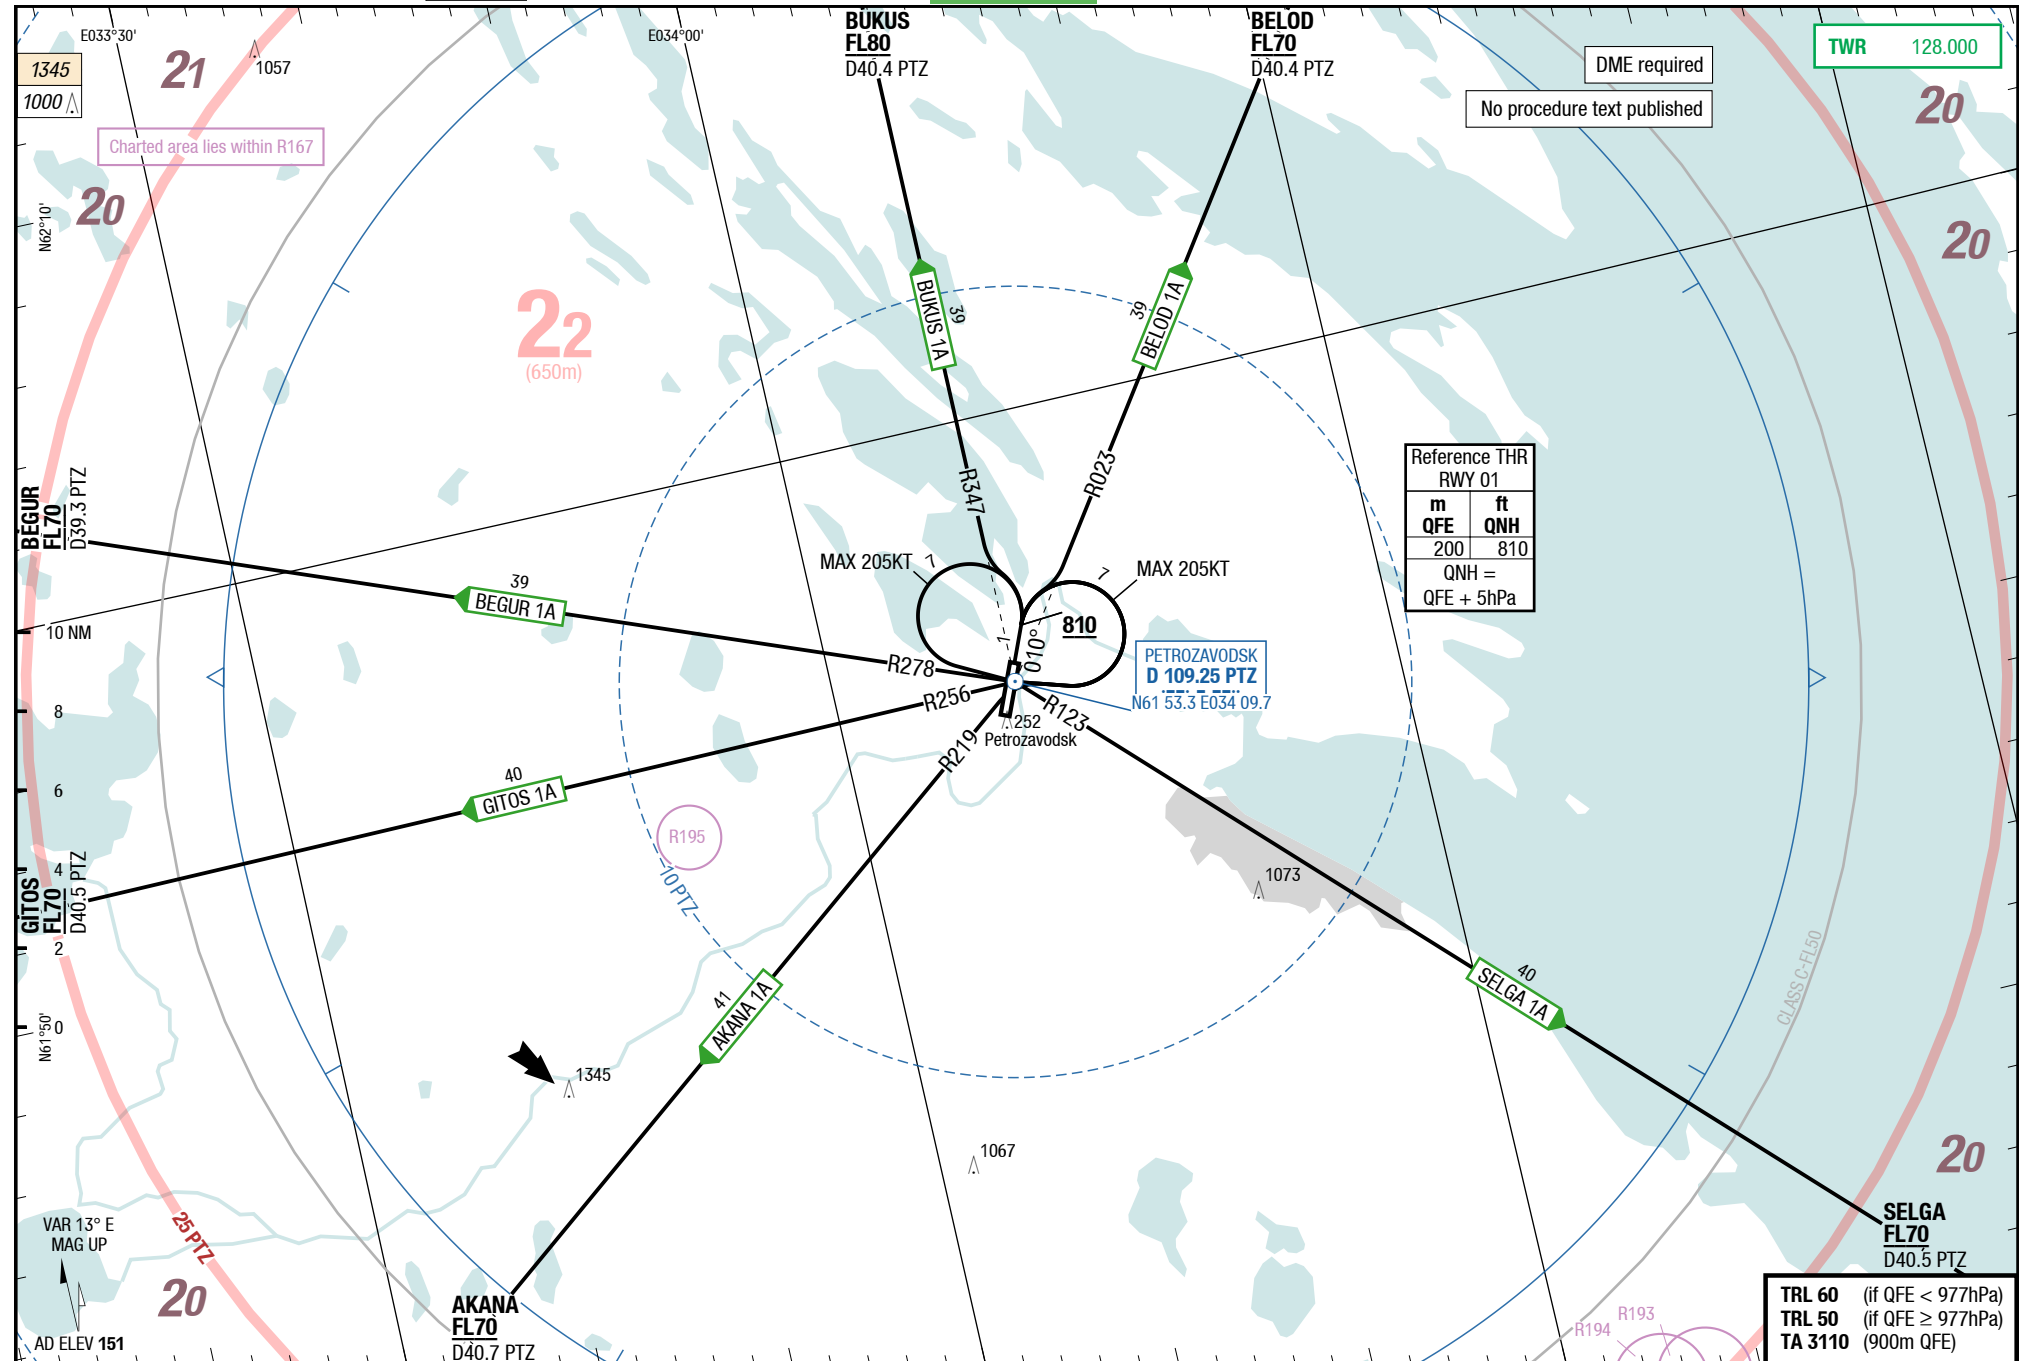 BUKUS
FL80
D40.4 PTZ
BELOD
FL70
D40.4 PTZ
E033°30'
E034°00'
TWR 128.000
DME required
No procedure text published
1345
1000
21
1057
Charted area lies within R167
20
20
20
N62°10'
22
(650m)
BUKUS 1A
39
39
BELOD 1A
R347
R023
Reference THR
RWY 01
m ft
QFE QNH
200 810
QNH =
QFE + 5hPa
BEGUR
FL70
D39.3 PTZ
39
BEGUR 1A
MAX 205KT
7
7
MAX 205KT
810
1
010°
10 NM
8
6
4
2
0
R278
R256
R219
R123
PETROZAVODSK
D 109.25 PTZ
N61 53.3 E034 09.7
252
Petrozavodsk
40
GITOS 1A
GITOS
FL70
D40.5 PTZ
R195
10 PTZ
1073
41
AKANA 1A
40
SELGA 1A
CLASS C-FL50
N61°50'
1345
1067
20
25 PTZ
VAR 13° E
MAG UP
20
AD ELEV 151
AKANA
FL70
D40.7 PTZ
SELGA
FL70
D40.5 PTZ
R193
R194
TRL 60 (if QFE < 977hPa)
TRL 50 (if QFE ≥ 977hPa)
TA 3110 (900m QFE)